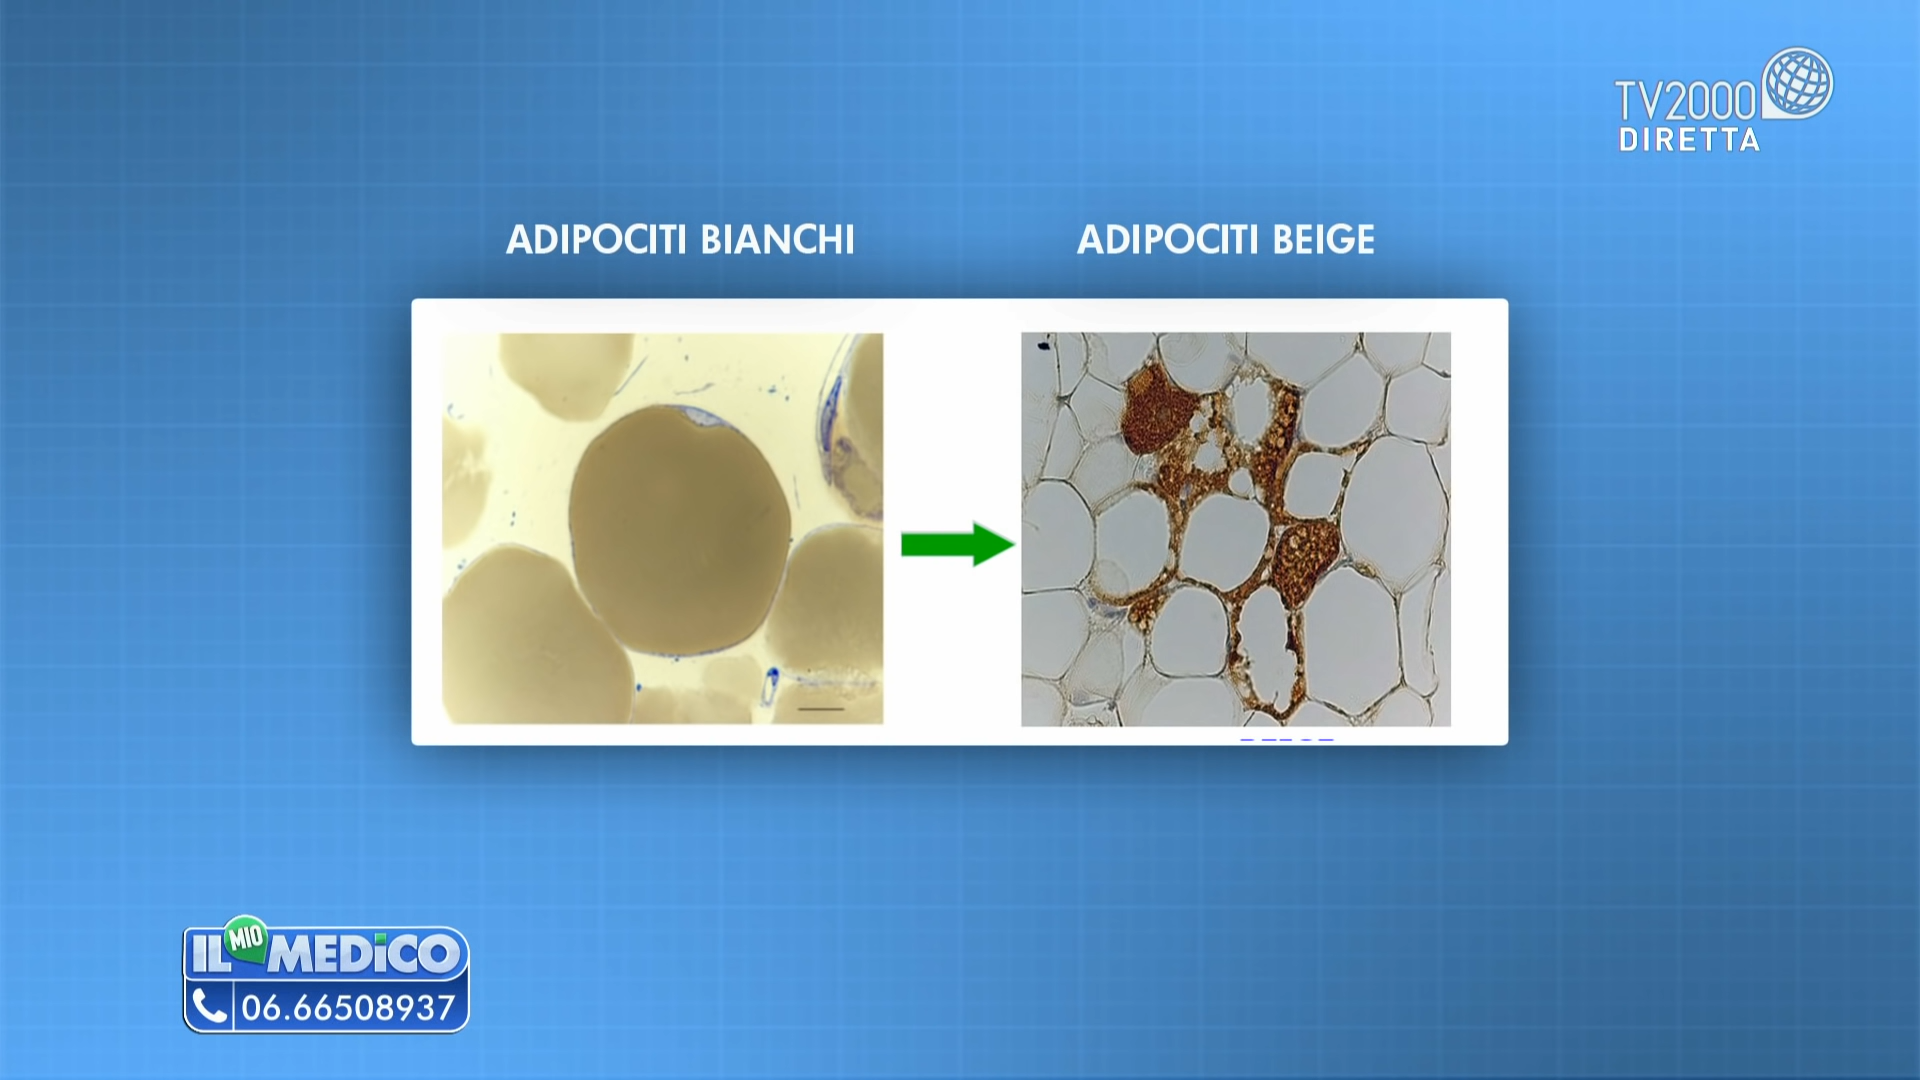 TV2000
DIRETTA
ADIPOCITI BIANCHI
ADIPOCITI BEIGE
IL MIO MEDICO
06.66508937